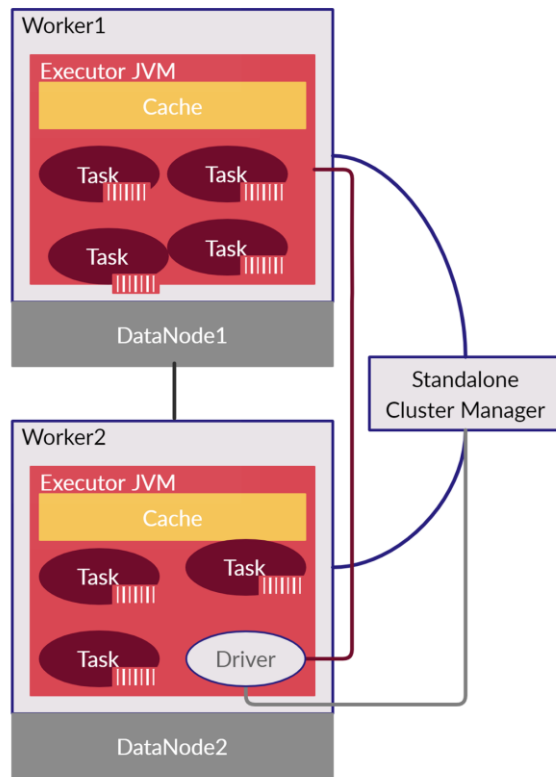 Worker1
Executor JVM
Cache
Task
Task
Task
Task
DataNode1
Standalone
Cluster Manager
Worker2
Executor JVM
Cache
Task
Task
Task
Driver
DataNode2